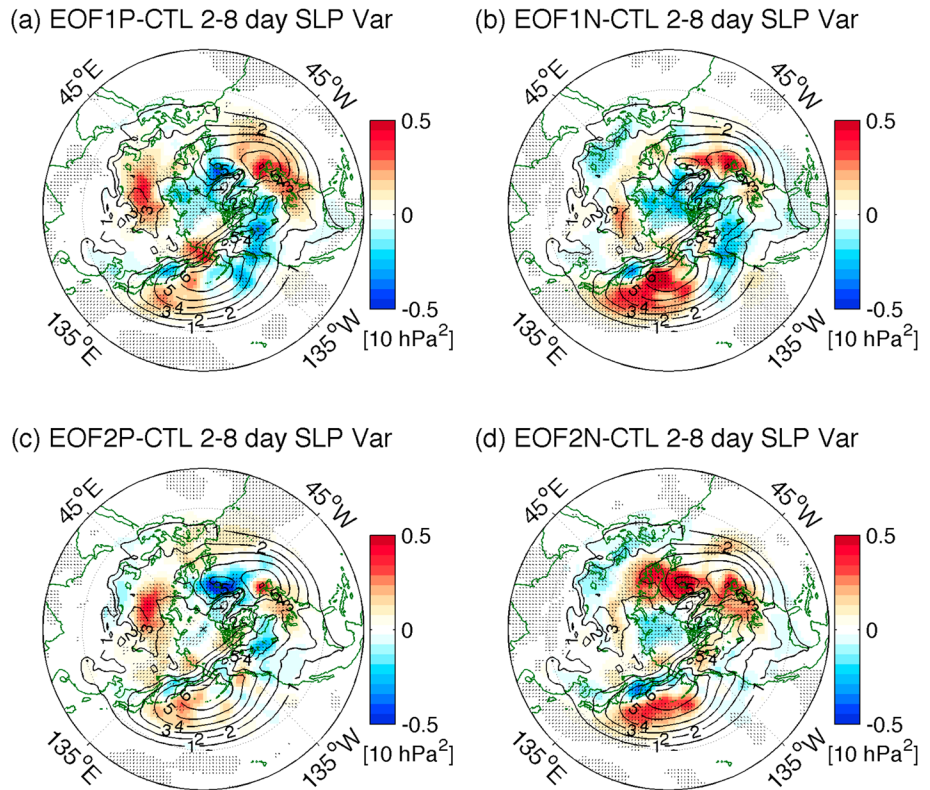 (a) EOF1P-CTL 2-8 day SLP Var
(b) EOF1N-CTL 2-8 day SLP Var
45°E
45°W
0.5
0
-0.5
[10 hPa²]
135°E
135°W
45°E
45°W
0.5
0
-0.5
[10 hPa²]
135°E
135°W
(c) EOF2P-CTL 2-8 day SLP Var
(d) EOF2N-CTL 2-8 day SLP Var
45°E
45°W
0.5
0
-0.5
[10 hPa²]
135°E
135°W
45°E
45°W
0.5
0
-0.5
[10 hPa²]
135°E
135°W